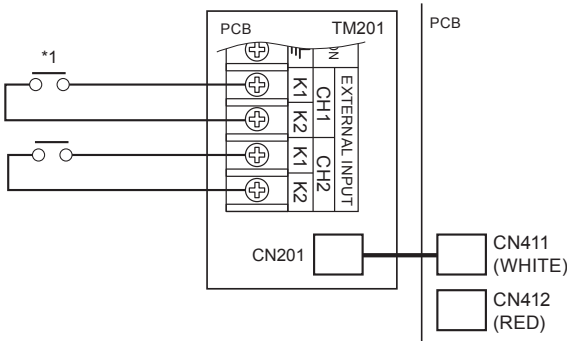 PCB
TM201
PCB
*1
K1
K2
CH1
K1
K2
CH2
EXTERNAL INPUT
CN201
CN411
(WHITE)
CN412
(RED)